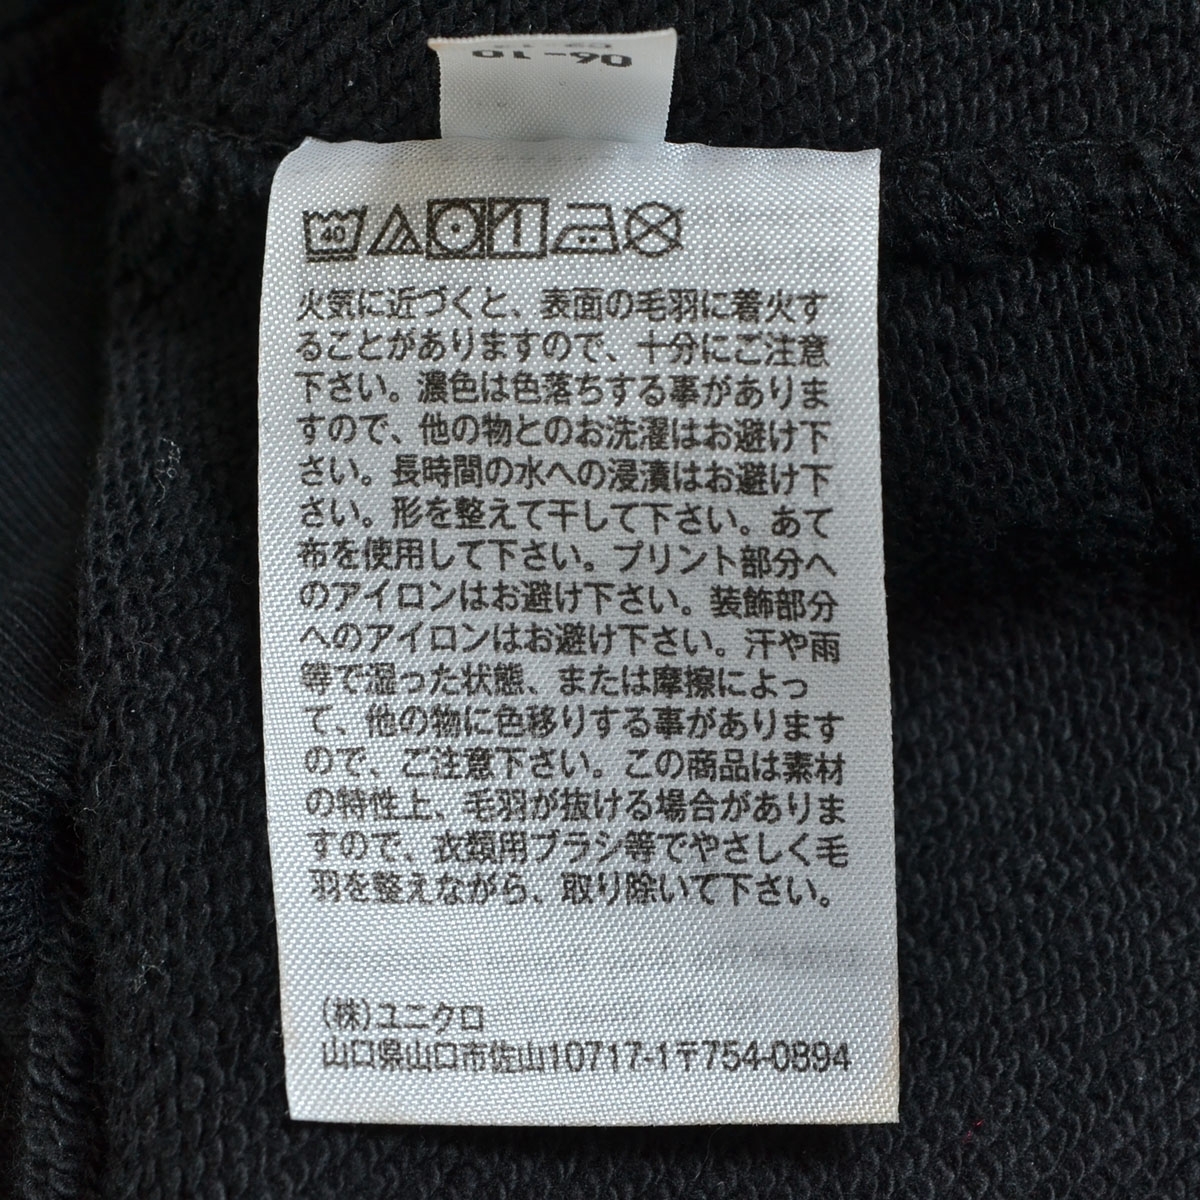 06-10
40
火気に近づくと、表面の毛羽に着火す
ることがありますので、十分にご注意
下さい。濃色は色落ちする事がありま
すので、他の物とのお洗濯はお避け下
さい。長時間の水への浸漬はお避け下
さい。形を整えて干して下さい。あて
布を使用して下さい。プリント部分へ
のアイロンはお避け下さい。装飾部分
へのアイロンはお避け下さい。汗や雨
等で湿った状態、または摩擦によっ
て、他の物に色移りする事があります
ので、ご注意下さい。この商品は素材
の特性上、毛羽が抜ける場合がありま
すので、衣類用ブラシ等でやさしく毛
羽を整えながら、取り除いて下さい。
(株)ユニクロ
山口県山口市佐山10717-1〒754-0894